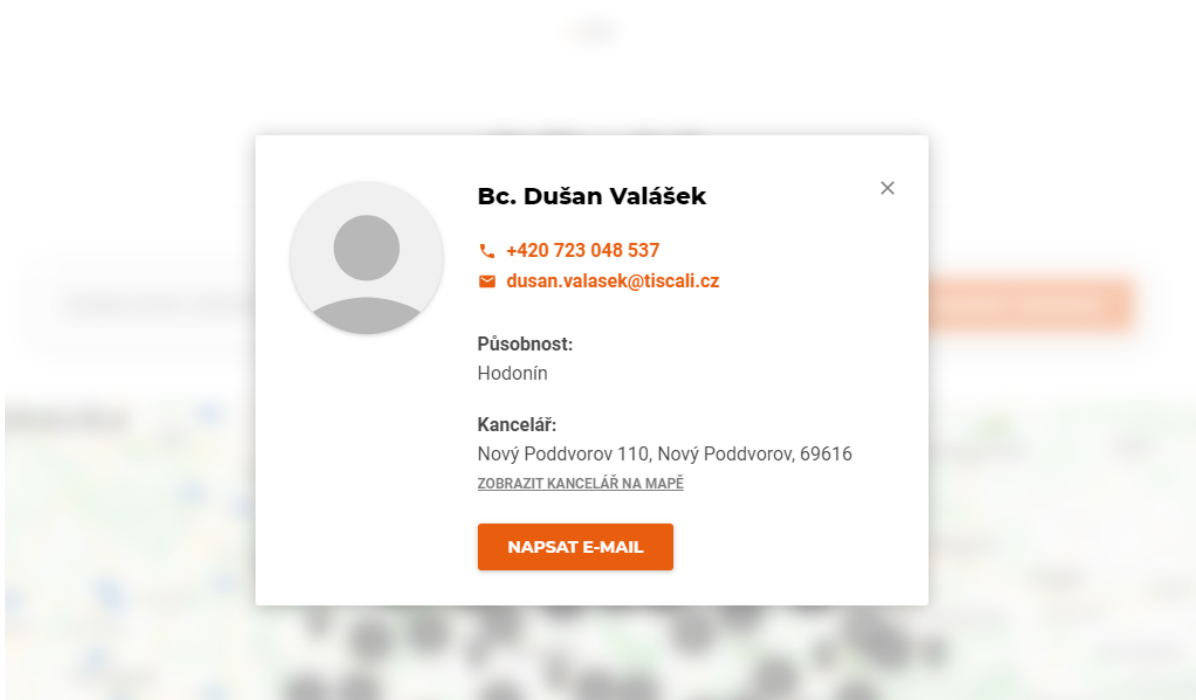 Bc. Dušan Valášek
+420 723 048 537
dusan.valasek@tiscali.cz
Působnost:
Hodonín
Kancelář:
Nový Poddvorov 110, Nový Poddvorov, 69616
ZOBRAZIT KANCELÁŘ NA MAPĚ
NAPSAT E-MAIL